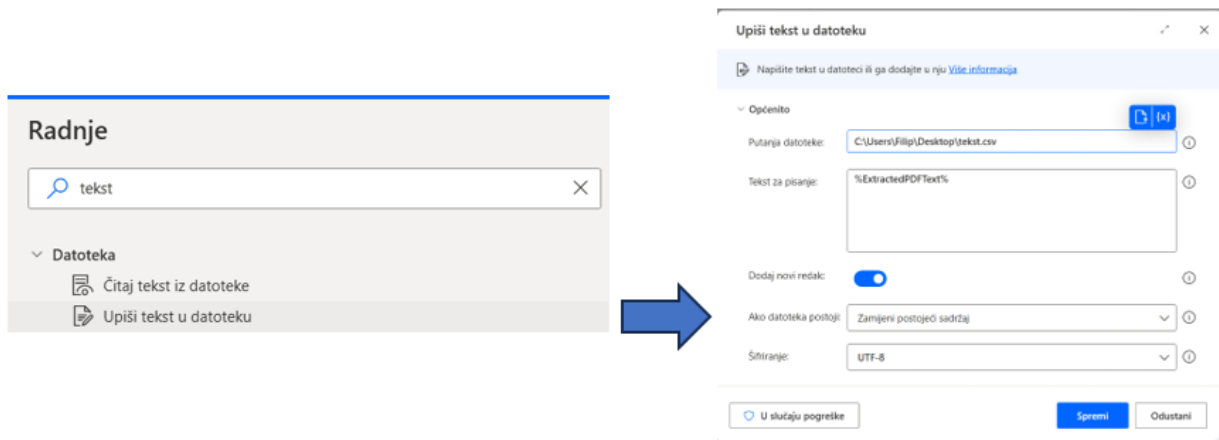 Radnje
tekst
Datoteka
Čitaj tekst iz datoteke
Upiši tekst u datoteku
Upiši tekst u datoteku
Napišite tekst u datoteci ili ga dodajte u nju Više informacija
Općenito
Putanja datoteke: C:\Users\Filip\Desktop\tekst.csv
{x}
Tekst za pisanje: %ExtractedPDFText%
Dodaj novi redak:
Ako datoteka postoji: Zamijeni postojeći sadržaj
Šifriranje: UTF-8
U slučaju pogreške Spremi Odustani